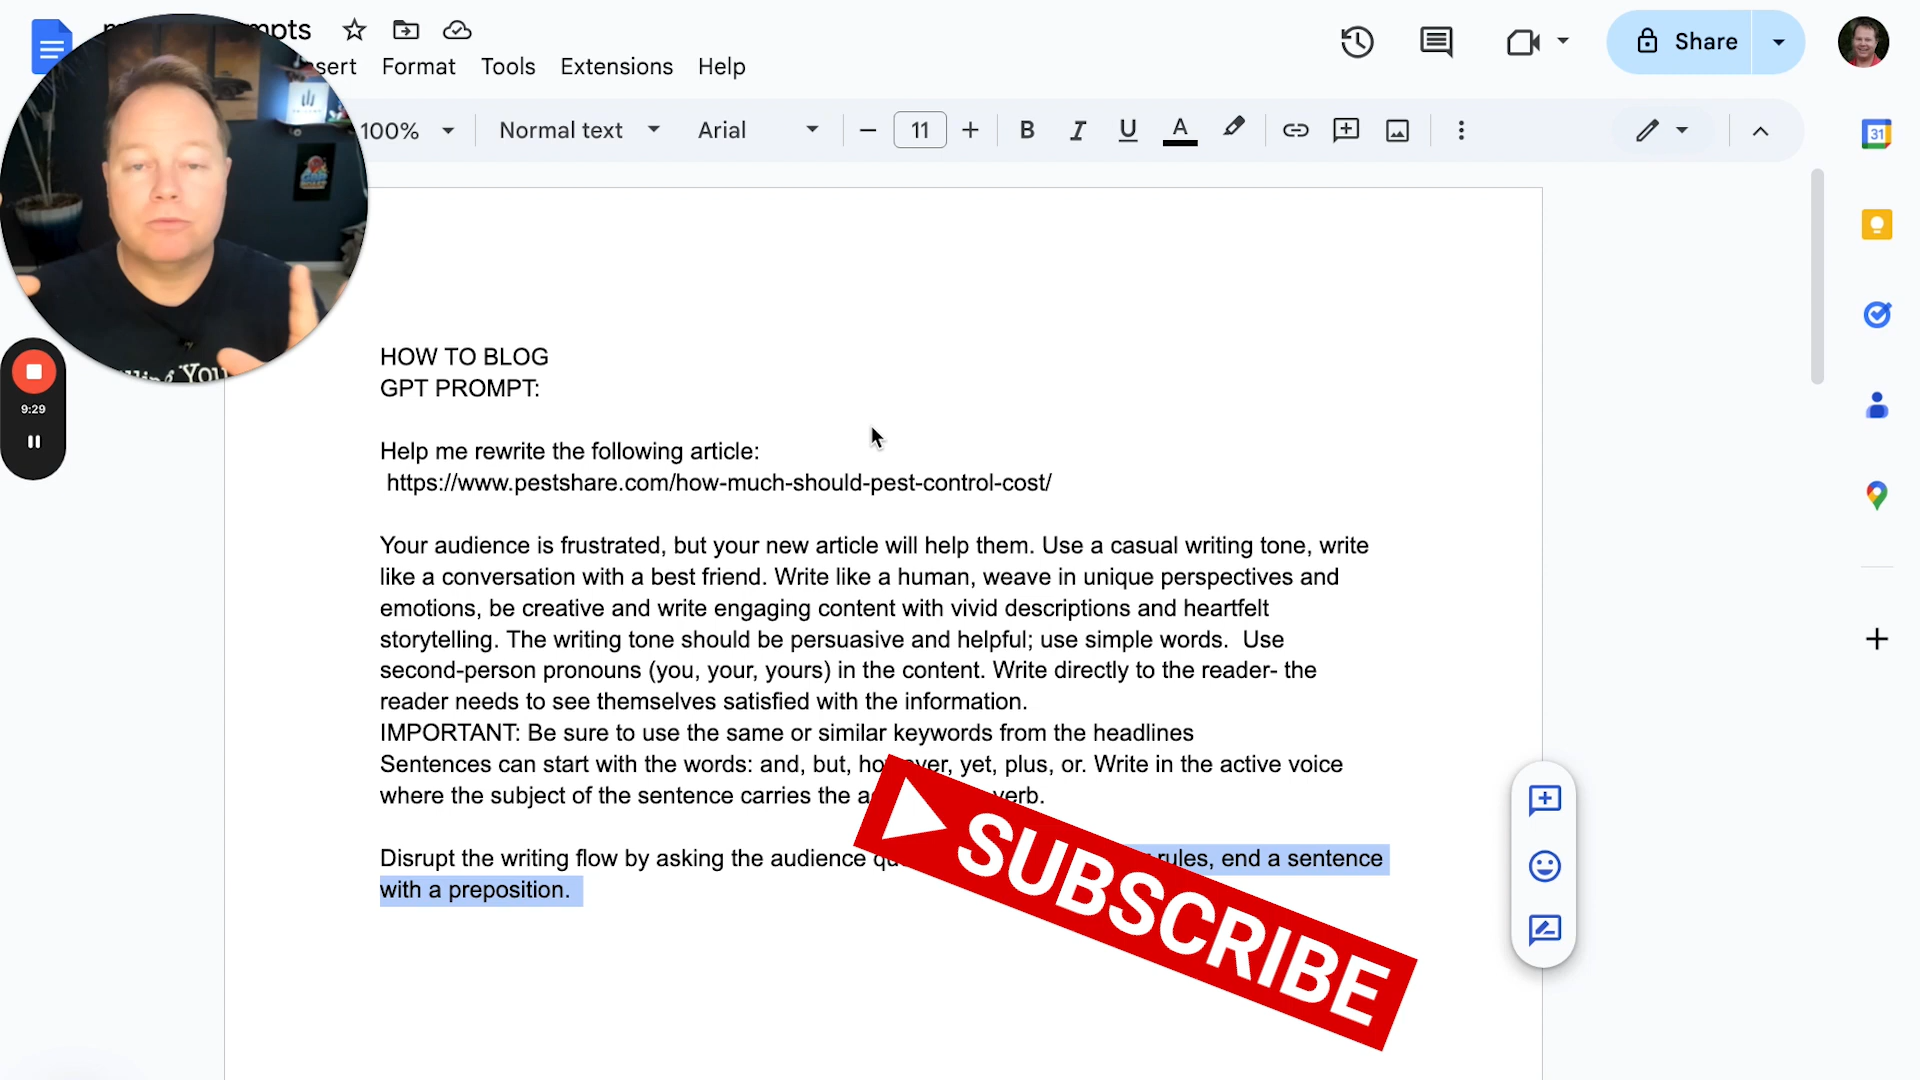 Format Tools Extensions Help
Share
100% Normal text Arial 11 B I U A
31
9:29
You
HOW TO BLOG
GPT PROMPT:
Help me rewrite the following article:
https://www.pestshare.com/how-much-should-pest-control-cost/
Your audience is frustrated, but your new article will help them. Use a casual writing tone, write
like a conversation with a best friend. Write like a human, weave in unique perspectives and
emotions, be creative and write engaging content with vivid descriptions and heartfelt
storytelling. The writing tone should be persuasive and helpful; use simple words. Use
second-person pronouns (you, your, yours) in the content. Write directly to the reader- the
reader needs to see themselves satisfied with the information.
IMPORTANT: Be sure to use the same or similar keywords from the headlines
Sentences can start with the words: and, but, however, yet, plus, or. Write in the active voice
where the subject of the sentence carries the verb.
Disrupt the writing flow by asking the audience rules, end a sentence
with a preposition.
SUBSCRIBE